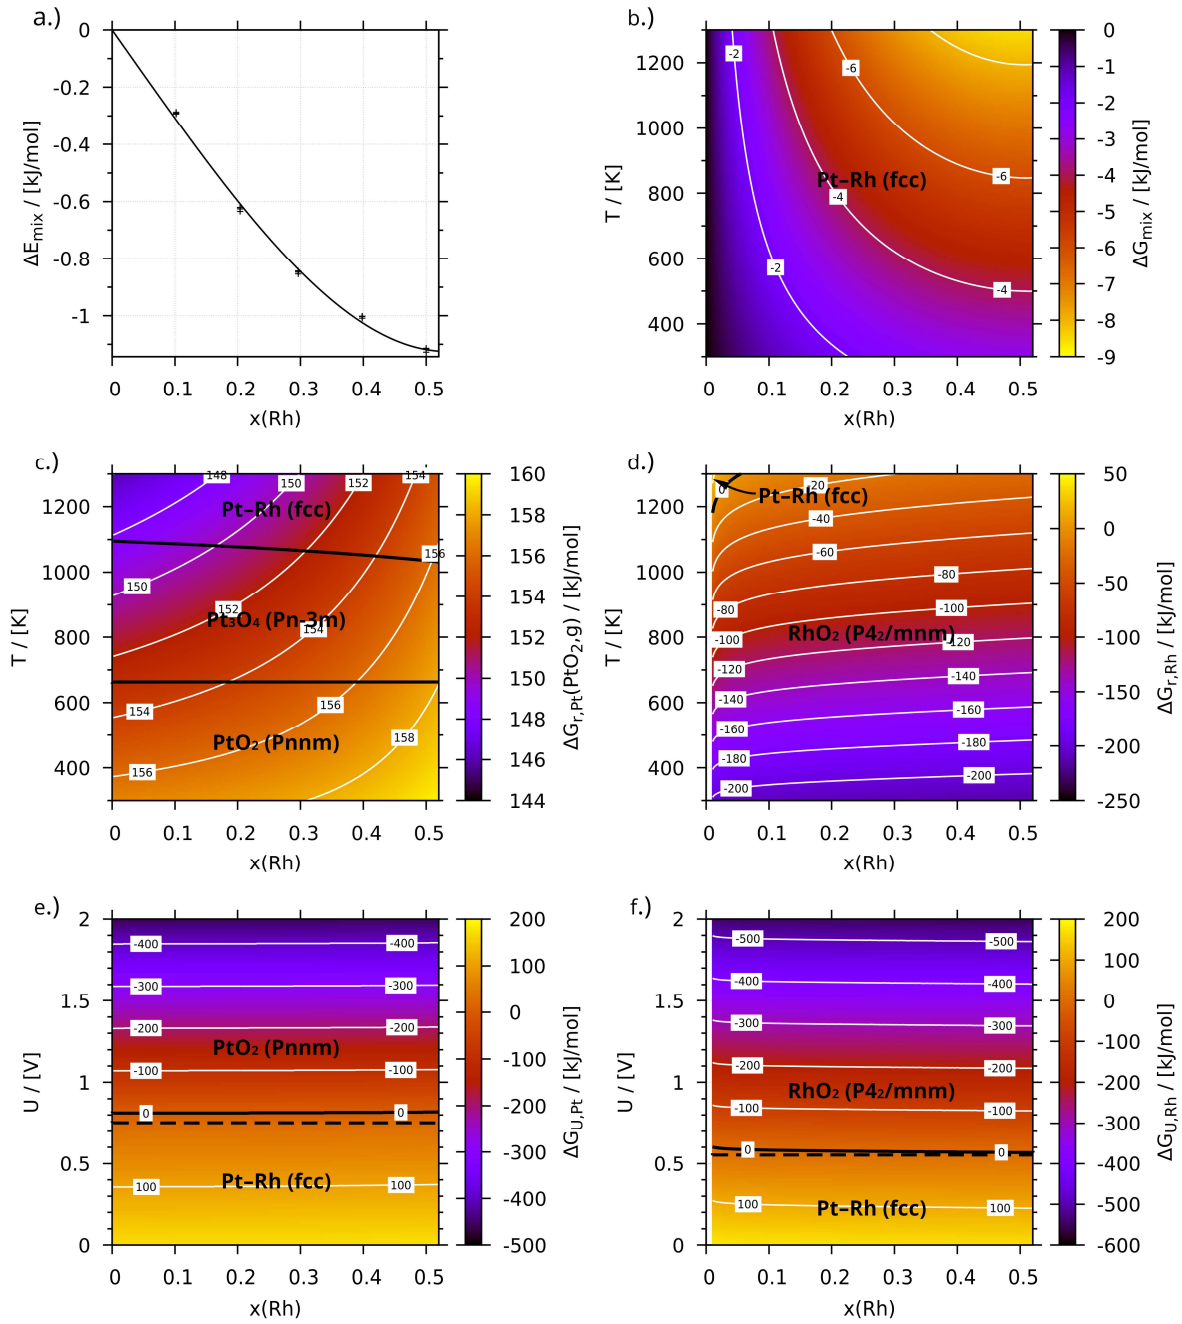 a.)
0
-0.2
-0.4
-0.6
-0.8
-1
ΔEmix / [kJ/mol]
0 0.1 0.2 0.3 0.4 0.5
x(Rh)
b.)
1200
1000
800
600
400
T / [K]
-2
-6
Pt–Rh (fcc)
-6
-4
-2
-4
0 0.1 0.2 0.3 0.4 0.5
x(Rh)
0
-1
-2
-3
-4
-5
-6
-7
-8
-9
ΔGmix / [kJ/mol]
c.)
1200
1000
800
600
400
T / [K]
148 150 152 154
Pt–Rh (fcc)
156
150
152
Pt₃O₄ (Pn-3m)
154
154
156
PtO₂ (Pnnm)
158
156
0 0.1 0.2 0.3 0.4 0.5
x(Rh)
160
158
156
154
152
150
148
146
144
ΔGr,Pt(PtO2,g) / [kJ/mol]
d.)
1200
1000
800
600
400
T / [K]
0
-20
Pt–Rh (fcc)
-40
-60
-80
-80
-100
-100
RhO₂ (P4₂/mnm)
-120
-120
-140
-140
-160
-160
-180
-180
-200
-200
0 0.1 0.2 0.3 0.4 0.5
x(Rh)
50
0
-50
-100
-150
-200
-250
ΔGr,Rh / [kJ/mol]
e.)
2
1.5
1
0.5
0
U / [V]
-400 -400
-300 -300
-200 -200
PtO₂ (Pnnm)
-100 -100
0 0
Pt–Rh (fcc)
100 100
0 0.1 0.2 0.3 0.4 0.5
x(Rh)
200
100
0
-100
-200
-300
-400
-500
ΔGU,Pt / [kJ/mol]
f.)
2
1.5
1
0.5
0
U / [V]
-500 -500
-400 -400
-300 -300
-200 -200
RhO₂ (P4₂/mnm)
-100 -100
0 0
100 100
Pt–Rh (fcc)
0 0.1 0.2 0.3 0.4 0.5
x(Rh)
200
100
0
-100
-200
-300
-400
-500
-600
ΔGU,Rh / [kJ/mol]